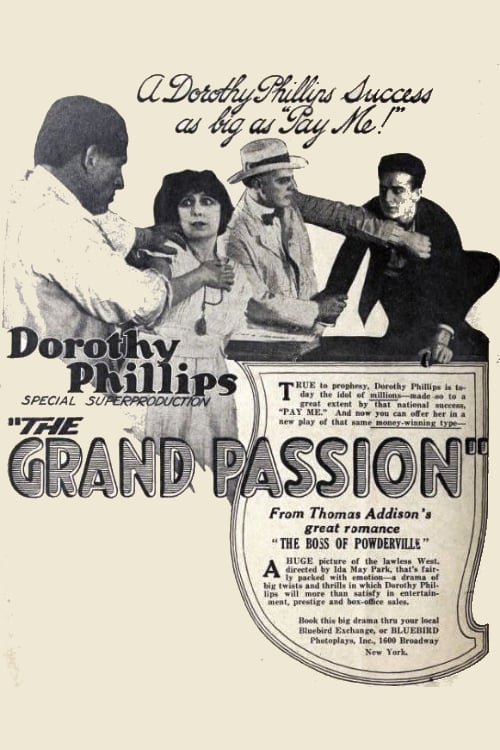 A Dorothy Phillips Success
as big as "Pay Me!"
Dorothy
Phillips
SPECIAL SUPERPRODUCTION
"THE
GRAND PASSION"
TRUE to prophesy, Dorothy Phillips is to-
day the idol of millions—made so to a
great extent by that national success,
"PAY ME." And now you can offer her in a
new play of that same money-winning type—
From Thomas Addison's
great romance
"THE BOSS OF POWDERVILLE"
A HUGE picture of the lawless West,
directed by Ida May Park, that's fair-
ly packed with emotion—a drama of
big twists and thrills in which Dorothy Phil-
lips will more than satisfy in entertain-
ment, prestige and box-office sales.
Book this big drama thru your local
Bluebird Exchange, or BLUEBIRD
Photoplays, Inc., 1600 Broadway
New York.